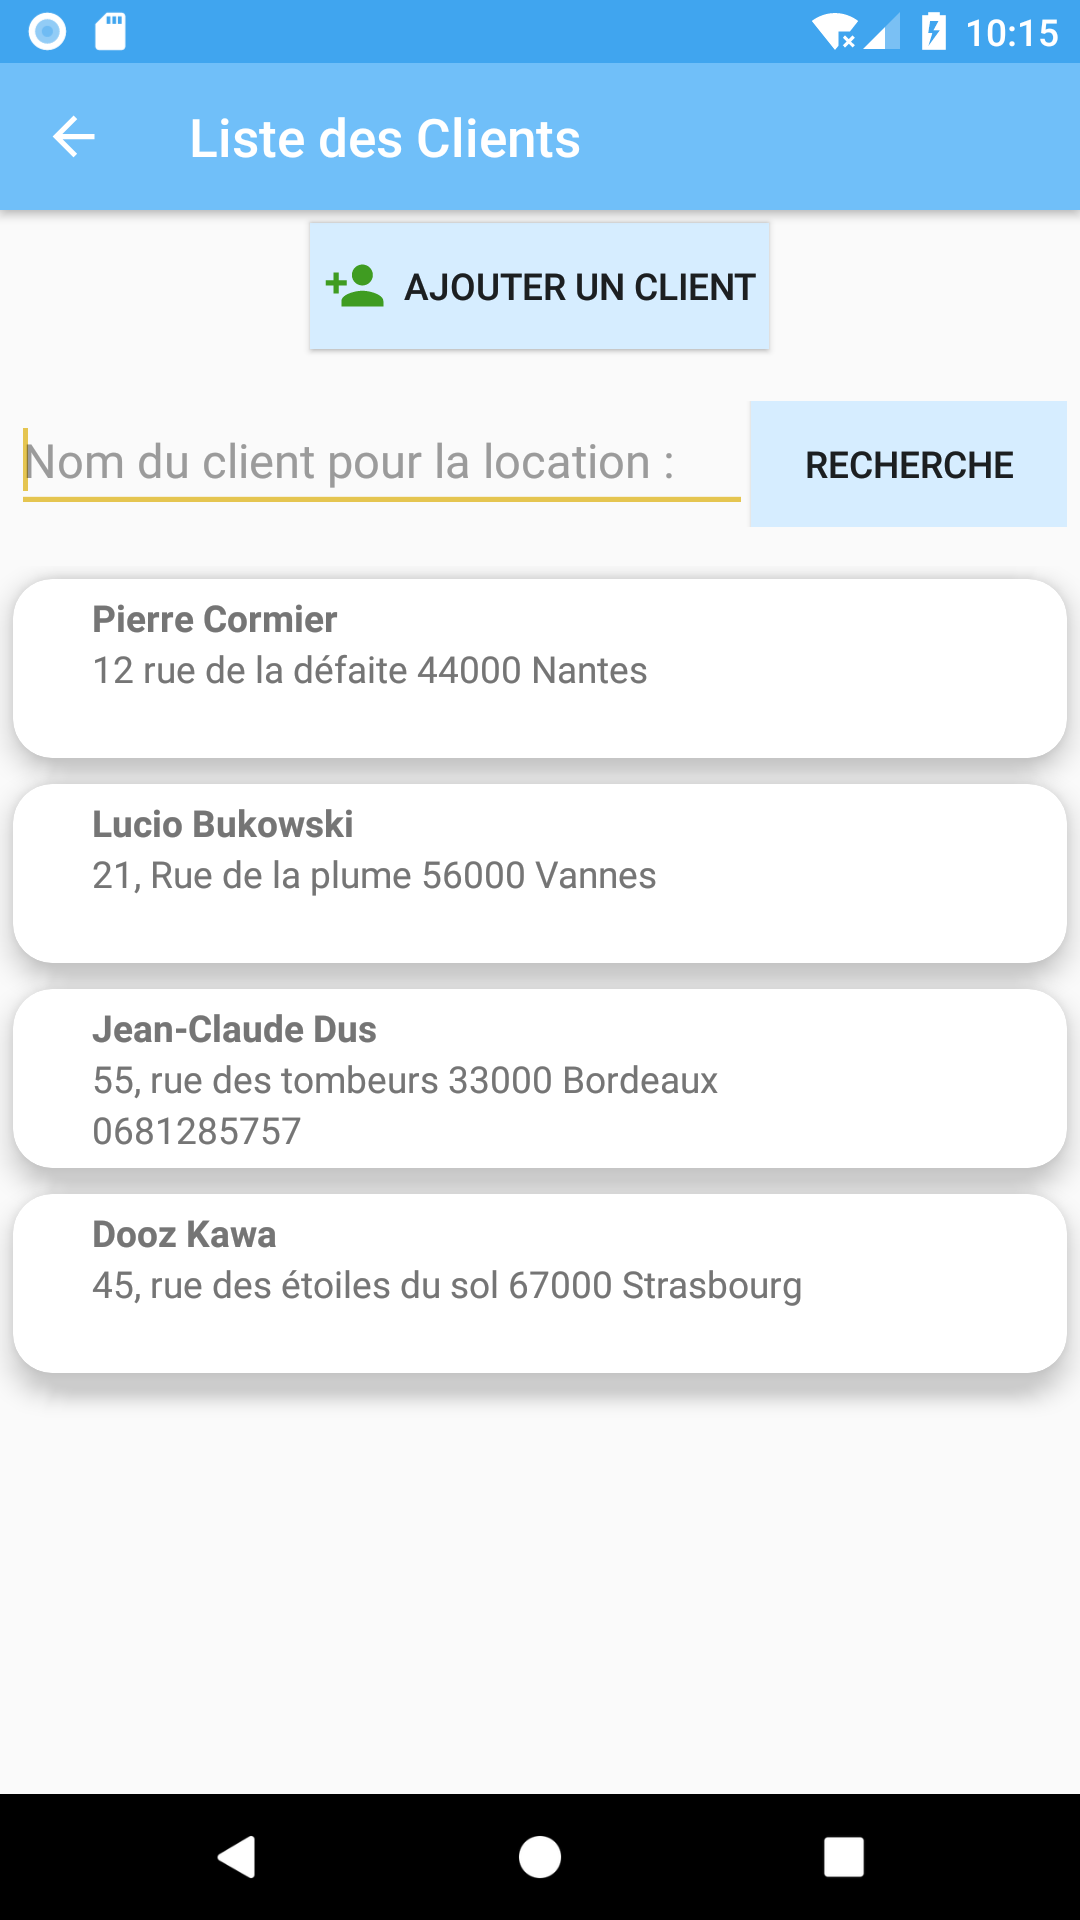 10:15
Liste des Clients
AJOUTER UN CLIENT
Nom du client pour la location :
RECHERCHE
Pierre Cormier
12 rue de la défaite 44000 Nantes
Lucio Bukowski
21, Rue de la plume 56000 Vannes
Jean-Claude Dus
55, rue des tombeurs 33000 Bordeaux
0681285757
Dooz Kawa
45, rue des étoiles du sol 67000 Strasbourg